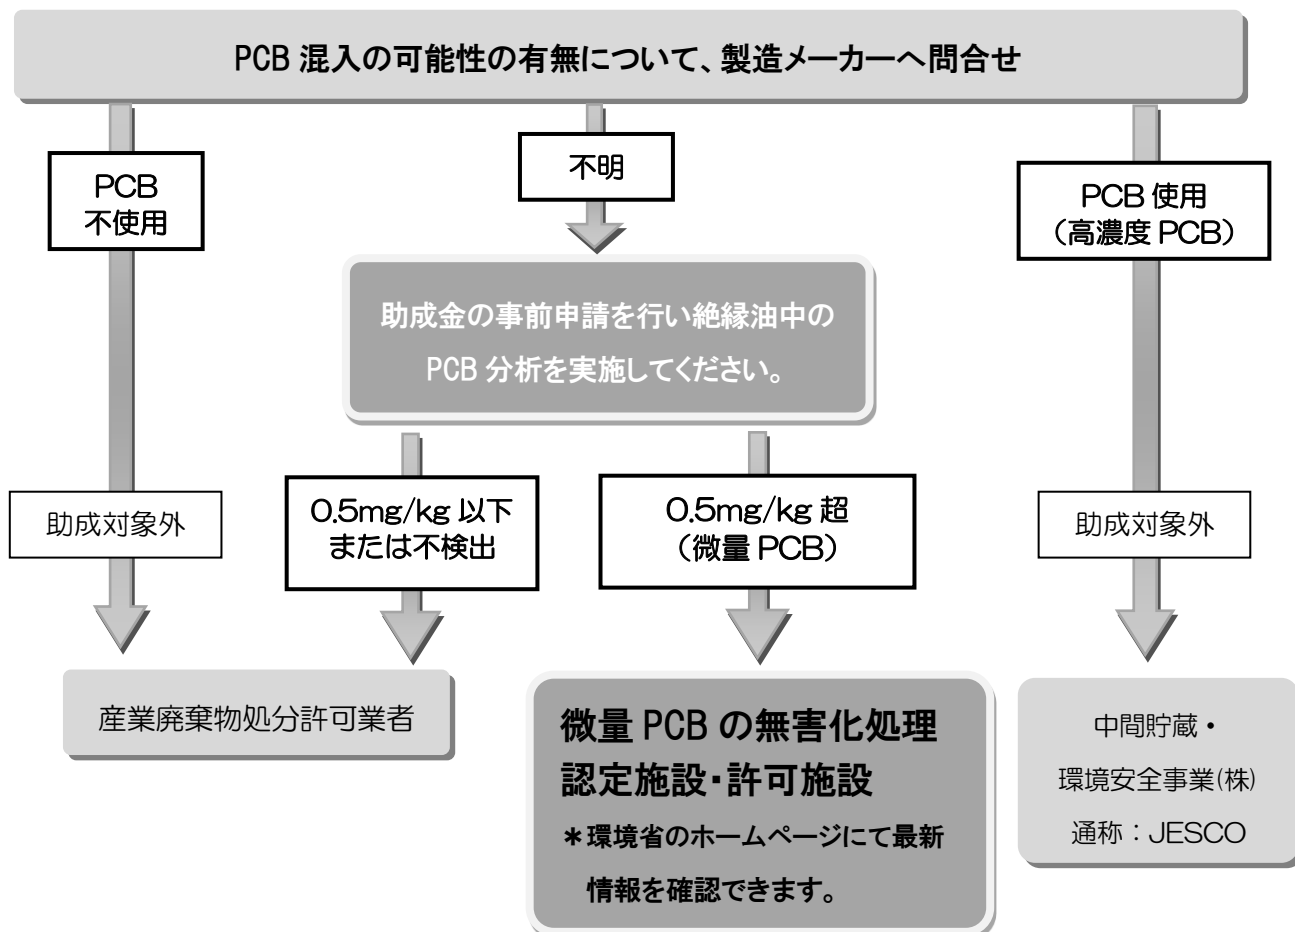 PCB 混入の可能性の有無について、製造メーカーへ問合せ
PCB
不使用
不明
PCB 使用
（高濃度 PCB）
助成金の事前申請を行い絶縁油中の
PCB 分析を実施してください。
助成対象外
0.5mg/kg 以下
または不検出
0.5mg/kg 超
（微量 PCB）
助成対象外
産業廃棄物処分許可業者
微量 PCB の無害化処理
認定施設・許可施設
＊環境省のホームページにて最新
情報を確認できます。
中間貯蔵・
環境安全事業(株)
通称：JESCO